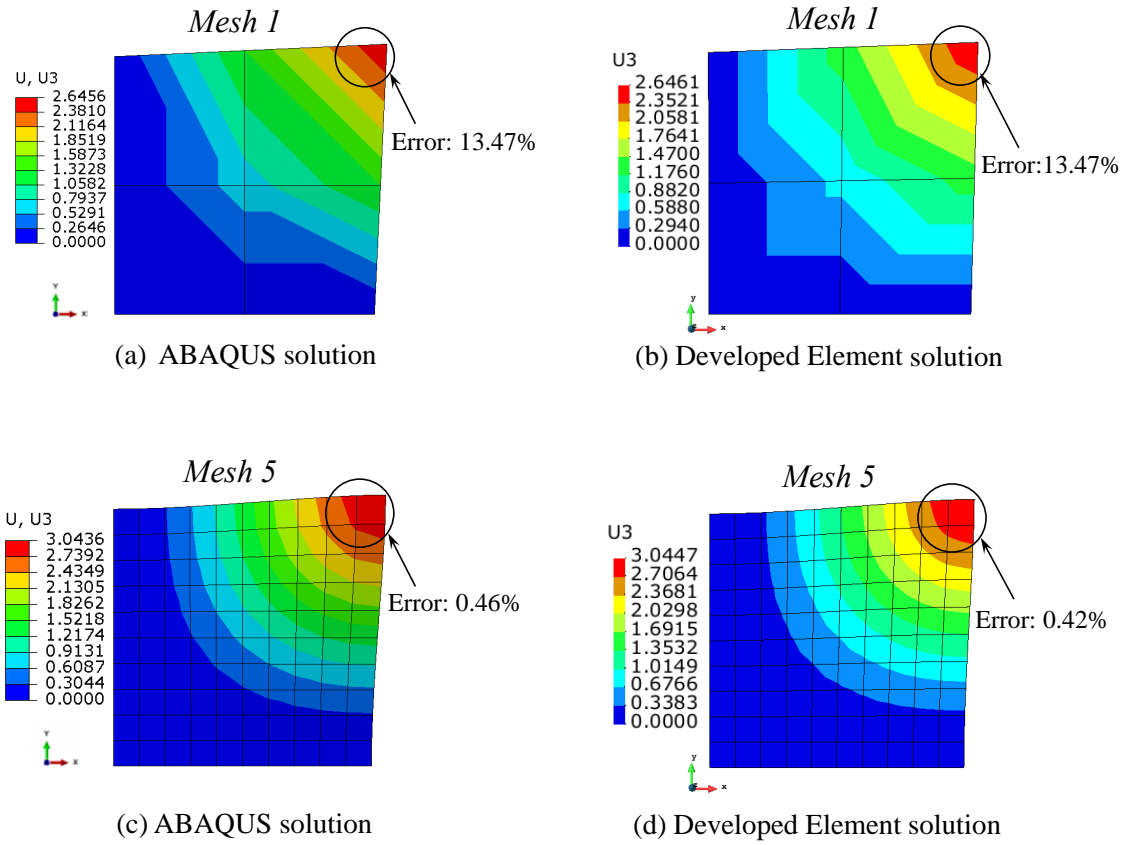 Mesh 1
U, U3
2.6456
2.3810
2.1164
1.8519
1.5873
1.3228
1.0582
0.7937
0.5291
0.2646
0.0000
Error: 13.47%
Y
X
(a) ABAQUS solution
Mesh 1
U3
2.6461
2.3521
2.0581
1.7641
1.4700
1.1760
0.8820
0.5880
0.2940
0.0000
Error:13.47%
y
x
(b) Developed Element solution
Mesh 5
U, U3
3.0436
2.7392
2.4349
2.1305
1.8262
1.5218
1.2174
0.9131
0.6087
0.3044
0.0000
Error: 0.46%
Y
X
(c) ABAQUS solution
Mesh 5
U3
3.0447
2.7064
2.3681
2.0298
1.6915
1.3532
1.0149
0.6766
0.3383
0.0000
Error: 0.42%
y
x
(d) Developed Element solution